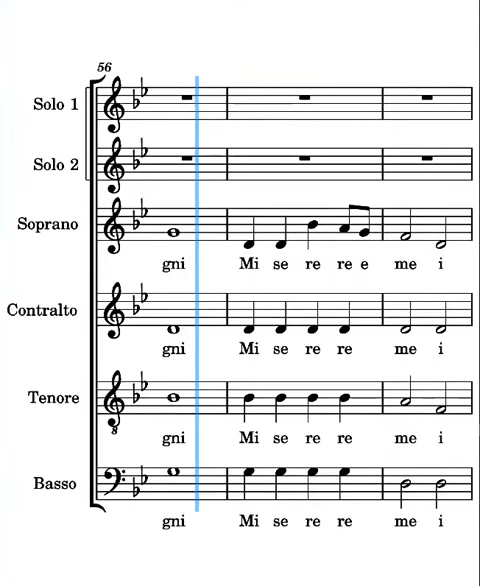 56
Solo 1
Solo 2
Soprano
gni Mi se re re e me i
Contralto
gni Mi se re re me i
Tenore
8
gni Mi se re re me i
Basso
gni Mi se re re me i